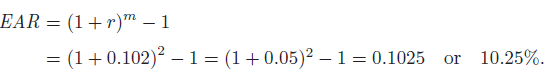 EAR = (1 + r)^m − 1
= (1 + 0.102)² − 1 = (1 + 0.05)² − 1 = 0.1025 or 10.25%.